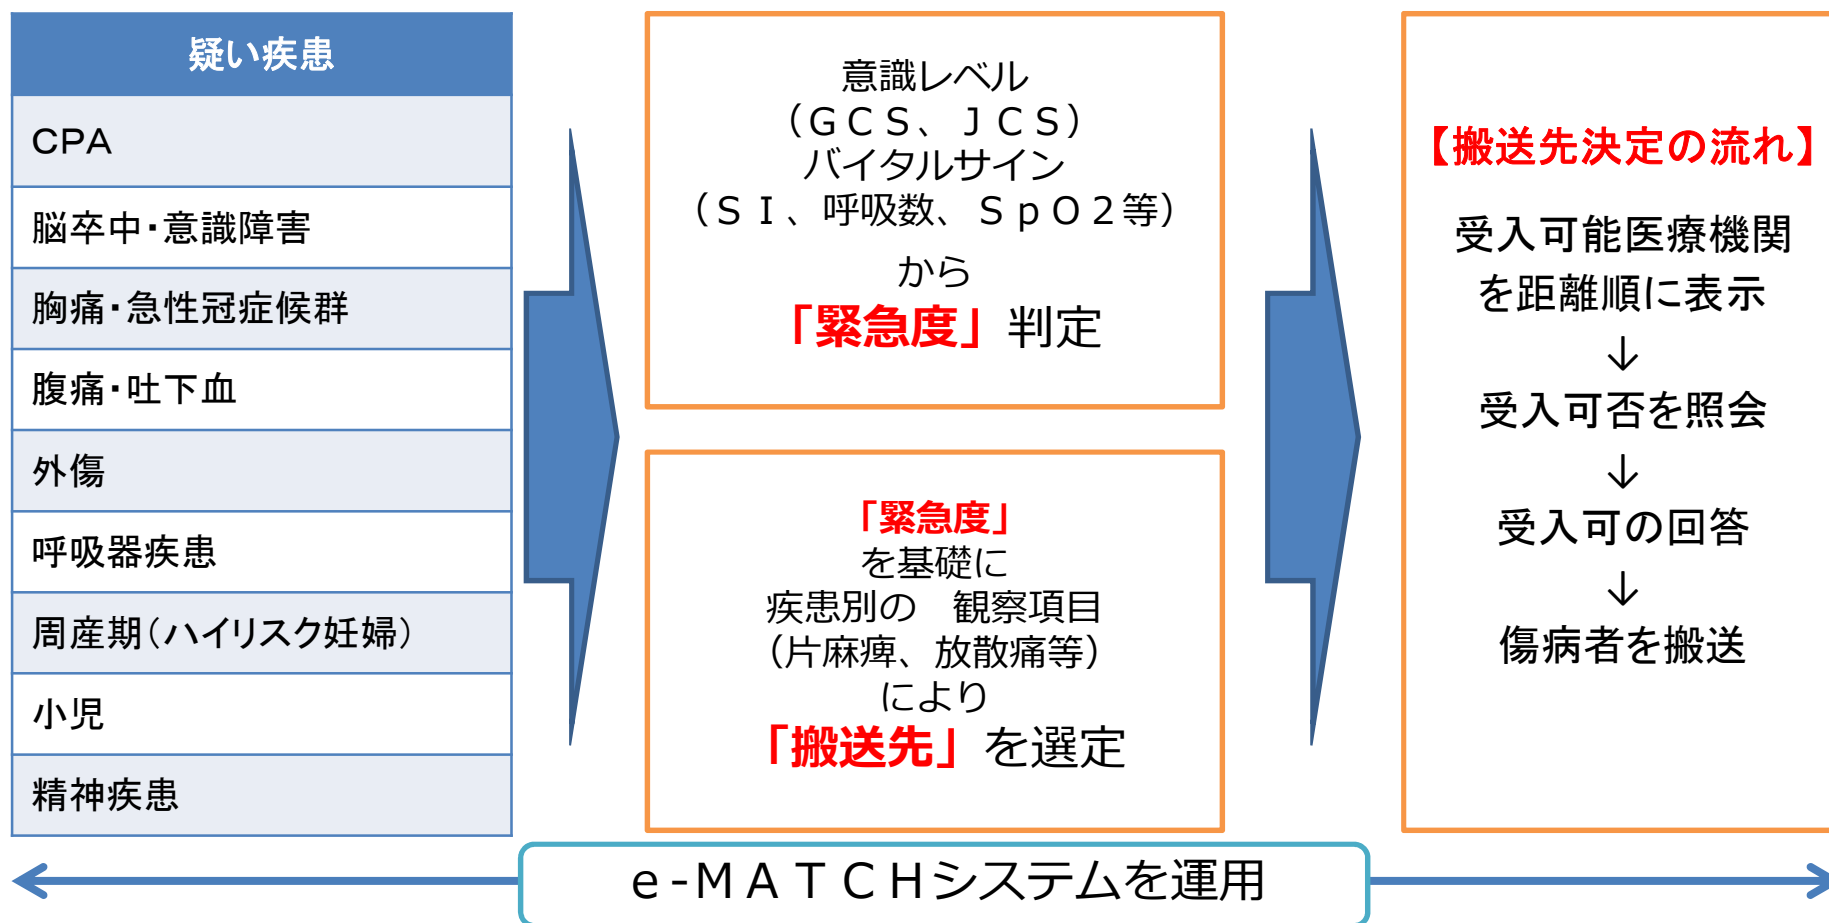 疑い疾患
CPA
脳卒中・意識障害
胸痛・急性冠症候群
腹痛・吐下血
外傷
呼吸器疾患
周産期(ハイリスク妊婦)
小児
精神疾患
意識レベル
（ＧＣＳ、ＪＣＳ）
バイタルサイン
（ＳＩ、呼吸数、ＳｐＯ２等）
から
「緊急度」判定
「緊急度」
を基礎に
疾患別の　観察項目
（片麻痺、放散痛等）
により
「搬送先」を選定
【搬送先決定の流れ】
受入可能医療機関
を距離順に表示
↓
受入可否を照会
↓
受入可の回答
↓
傷病者を搬送
ｅ-ＭＡＴＣＨシステムを運用